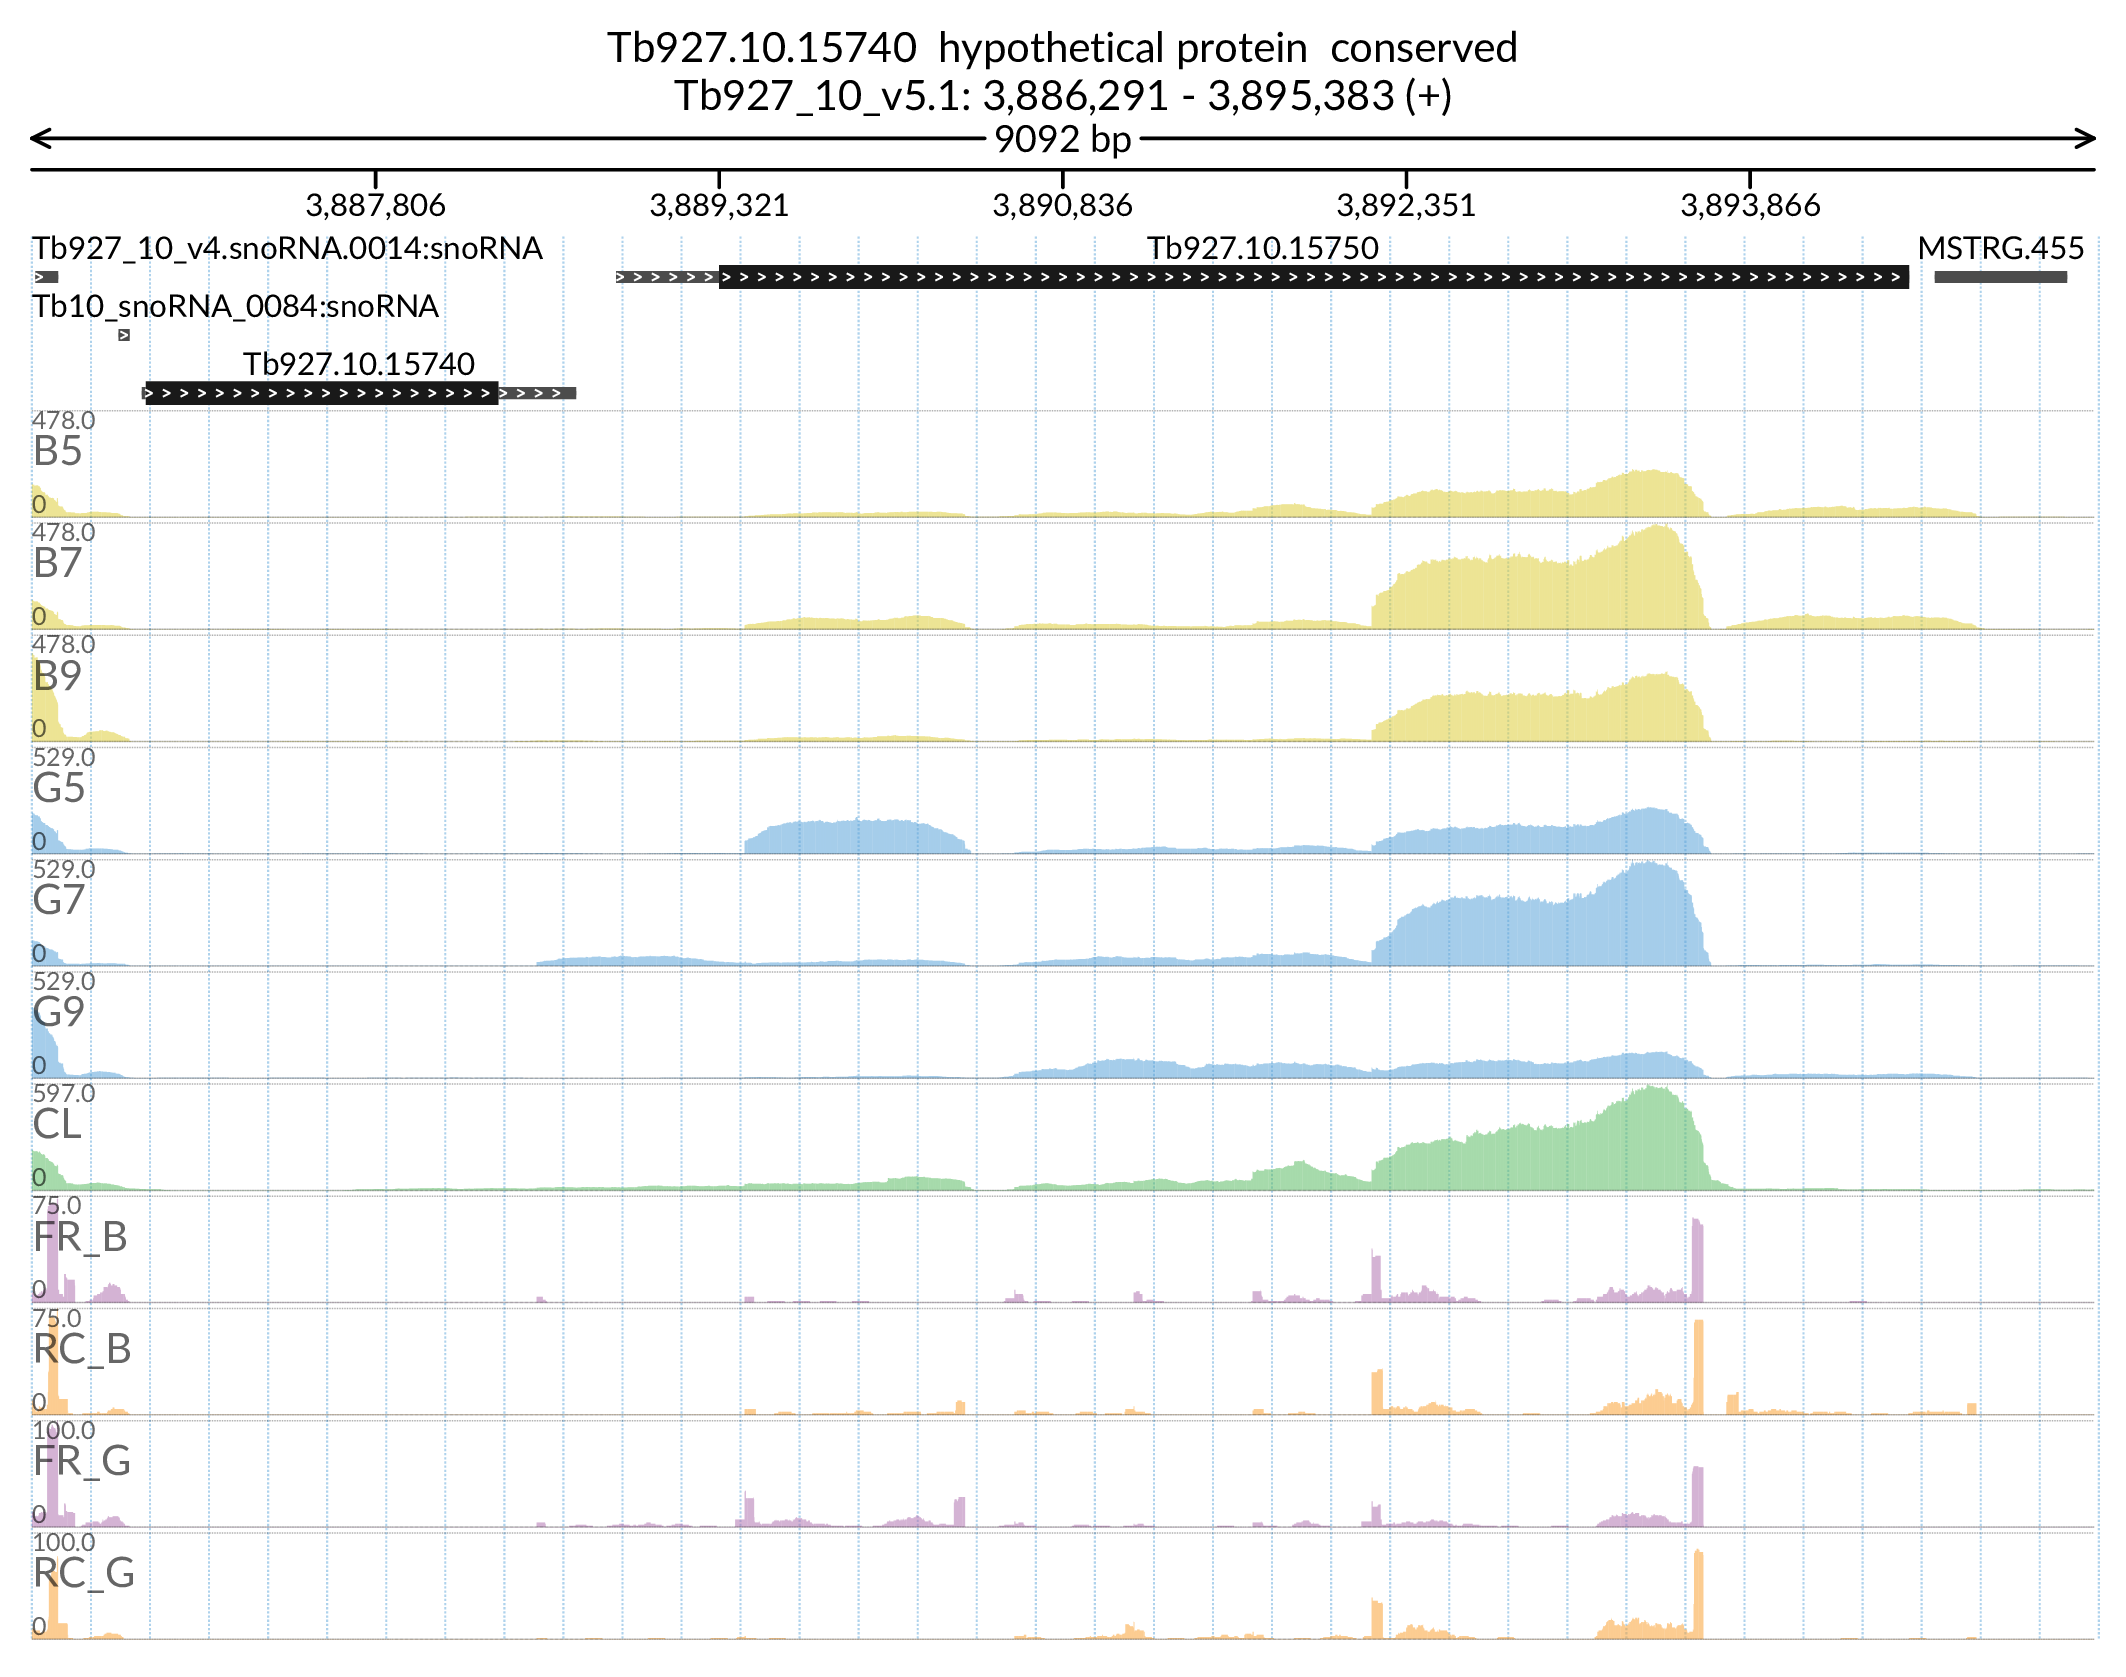 Tb927.10.15740  hypothetical protein  conserved
Tb927_10_v5.1: 3,886,291 - 3,895,383 (+)
9092 bp
3,887,806 3,889,321 3,890,836 3,892,351 3,893,866
Tb927_10_v4.snoRNA.0014:snoRNA Tb927.10.15750 MSTRG.455
Tb10_snoRNA_0084:snoRNA
Tb927.10.15740
478.0
B5
0
478.0
B7
0
478.0
B9
0
529.0
G5
0
529.0
G7
0
529.0
G9
0
597.0
CL
0
75.0
FR_B
0
75.0
RC_B
0
100.0
FR_G
0
100.0
RC_G
0